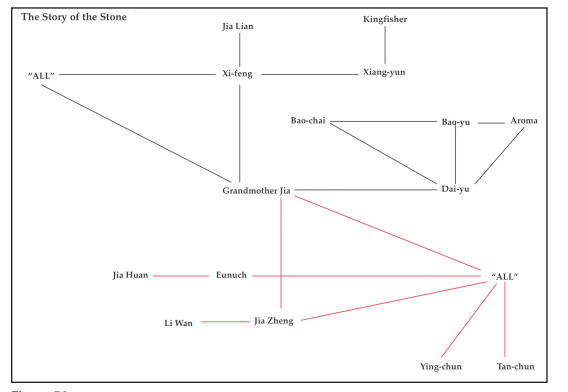 The Story of the Stone
Kingfisher
Jia Lian
"ALL"
Xi-feng
Xiang-yun
Bao-chai
Bao-yu
Aroma
Grandmother Jia
Dai-yu
Jia Huan
Eunuch
"ALL"
Li Wan
Jia Zheng
Ying-chun
Tan-chun